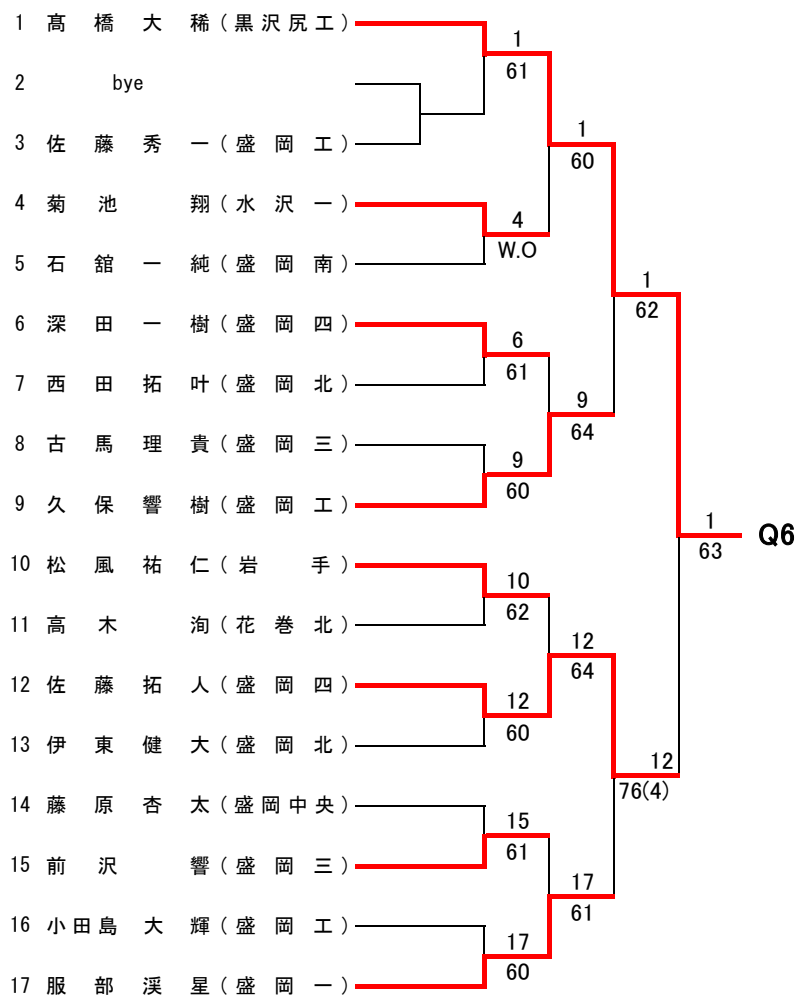 1 髙橋大稀(黒沢尻工)
2 bye
3 佐藤秀一(盛岡工)
4 菊池翔(水沢一)
5 石舘一純(盛岡南)
6 深田一樹(盛岡四)
7 西田拓叶(盛岡北)
8 古馬理貴(盛岡三)
9 久保響樹(盛岡工)
10 松風祐仁(岩手)
11 高木洵(花巻北)
12 佐藤拓人(盛岡四)
13 伊東健大(盛岡北)
14 藤原杏太(盛岡中央)
15 前沢響(盛岡三)
16 小田島大輝(盛岡工)
17 服部渓星(盛岡一)
1
61
4
W.O
6
61
9
60
10
62
12
60
15
61
17
60
1
60
9
64
12
64
17
61
1
62
12
76(4)
1
63
Q6